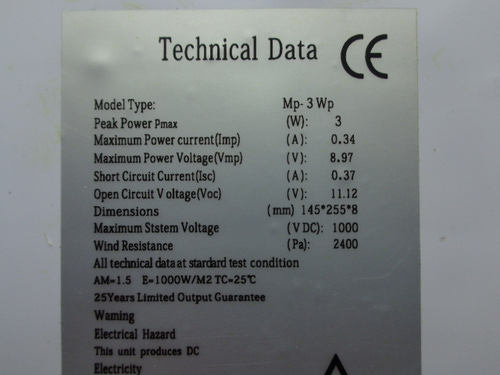 Technical Data CE
Model Type: Mp-3 Wp
Peak Power Pmax (W): 3
Maximum Power current(Imp) (A): 0.34
Maximum Power Voltage(Vmp) (V): 8.97
Short Circuit Current(Isc) (A): 0.37
Open Circuit Voltage(Voc) (V): 11.12
Dimensions (mm) 145*255*8
Maximum Ststem Voltage (V DC): 1000
Wind Resistance (Pa): 2400
All technical data at stardard test condition
AM=1.5 E=1000W/M2 TC=25℃
25Years Limited Output Guarantee
Waming
Electrical Hazard
This unit produces DC
Electricity